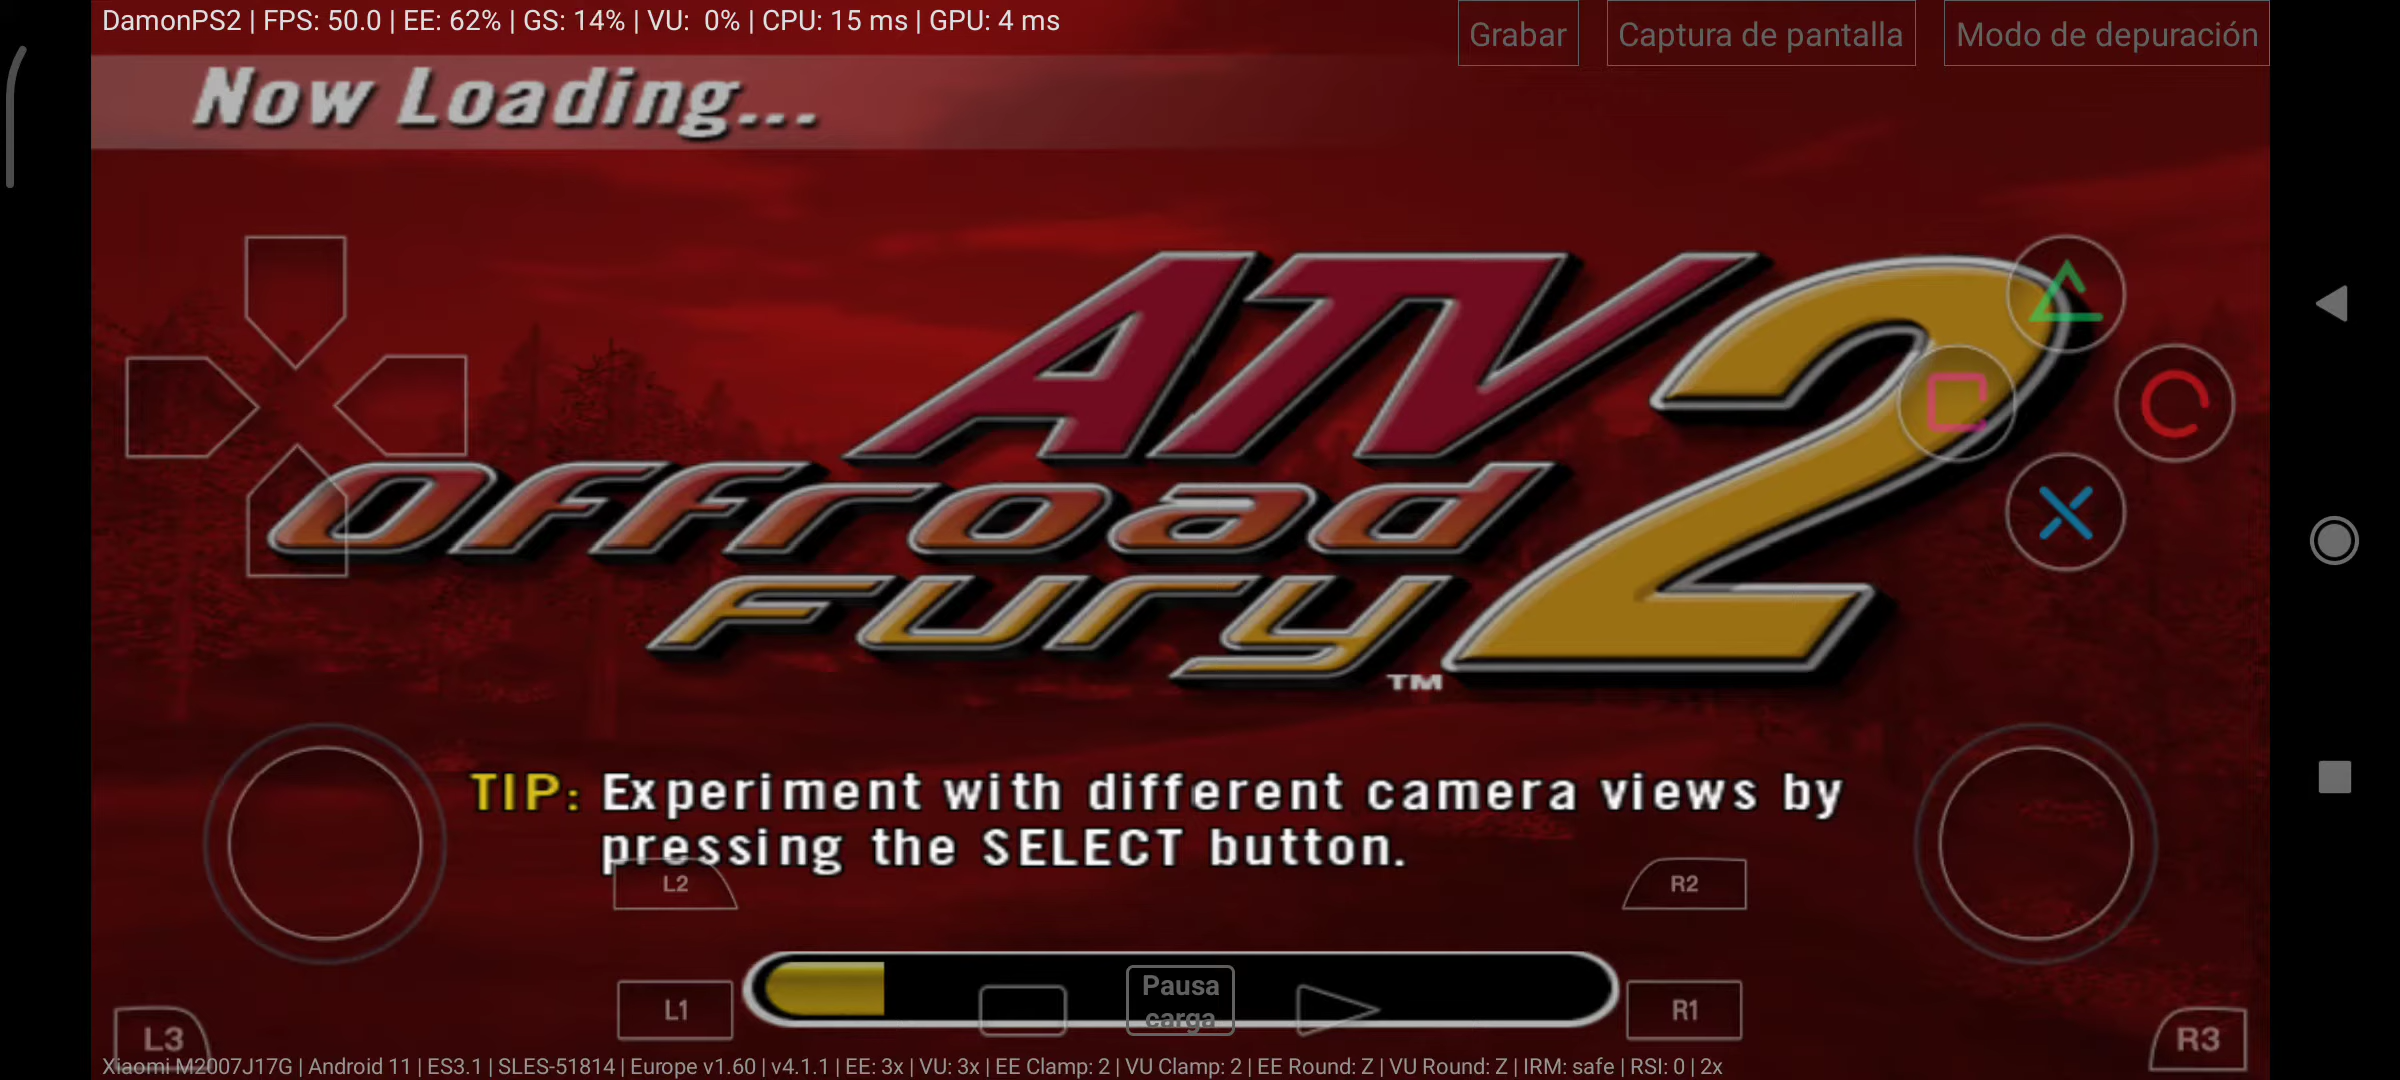 DamonPS2 | FPS: 50.0 | EE: 62% | GS: 14% | VU:  0% | CPU: 15 ms | GPU: 4 ms
Grabar
Captura de pantalla
Modo de depuración
Now Loading...
ATV
Offroad
Fury 2
TM
TIP: Experiment with different camera views by
pressing the SELECT button.
L2
R2
L1
Pausa
carga
R1
L3
R3
Xiaomi M2007J17G | Android 11 | ES3.1 | SLES-51814 | Europe v1.60 | v4.1.1 | EE: 3x | VU: 3x | EE Clamp: 2 | VU Clamp: 2 | EE Round: Z | VU Round: Z | IRM: safe | RSI: 0 | 2x